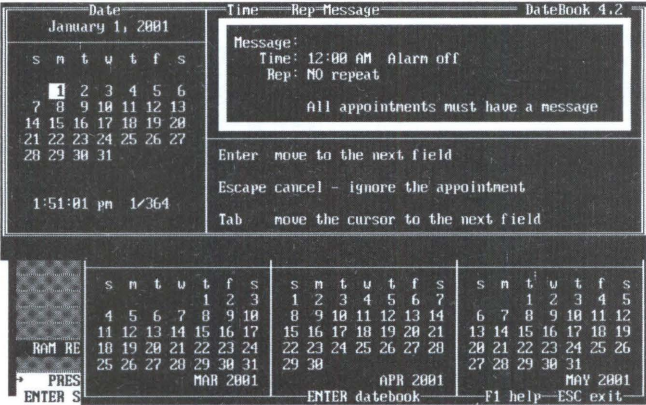 Date
January 1, 2001
s m t w t f s
1 2 3 4 5 6
7 8 9 10 11 12 13
14 15 16 17 18 19 20
21 22 23 24 25 26 27
28 29 30 31
1:51:01 pm 1/364
Time Rep Message DateBook 4.2
Message:
Time: 12:00 AM Alarm off
Rep: NO repeat
All appointments must have a message
Enter move to the next field
Escape cancel - ignore the appointment
Tab move the cursor to the next field
RAM RE
PRES
ENTER S
s m t w t f s
1 2 3
4 5 6 7 8 9 10
11 12 13 14 15 16 17
18 19 20 21 22 23 24
25 26 27 28 29 30 31
MAR 2001
s m t w t f s
1 2 3 4 5 6 7
8 9 10 11 12 13 14
15 16 17 18 19 20 21
22 23 24 25 26 27 28
29 30
APR 2001
s m t w t f s
1 2 3 4 5
6 7 8 9 10 11 12
13 14 15 16 17 18 19
20 21 22 23 24 25 26
27 28 29 30 31
MAY 2001
ENTER datebook
F1 help ESC exit